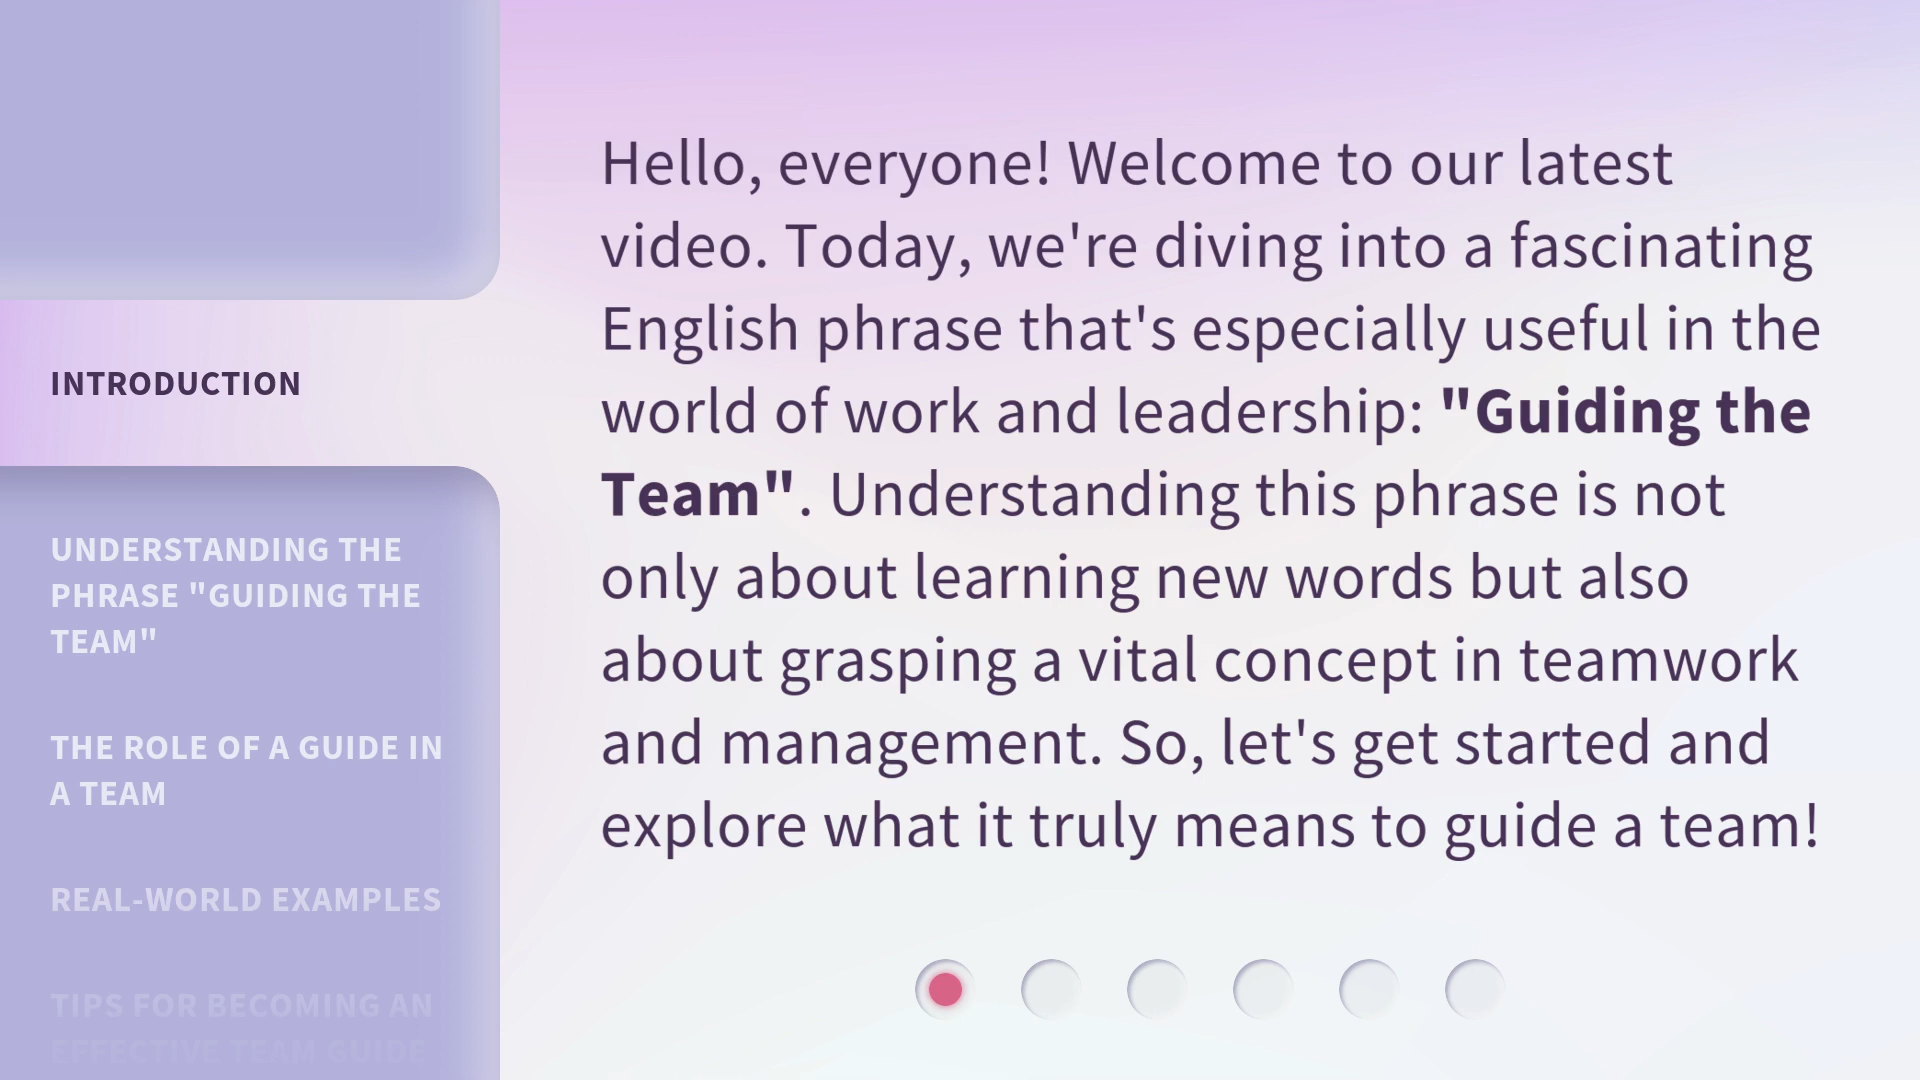 INTRODUCTION
UNDERSTANDING THE
PHRASE "GUIDING THE
TEAM"
THE ROLE OF A GUIDE IN
A TEAM
REAL-WORLD EXAMPLES
TIPS FOR BECOMING AN
EFFECTIVE TEAM GUIDE
Hello, everyone! Welcome to our latest
video. Today, we're diving into a fascinating
English phrase that's especially useful in the
world of work and leadership: "Guiding the
Team". Understanding this phrase is not
only about learning new words but also
about grasping a vital concept in teamwork
and management. So, let's get started and
explore what it truly means to guide a team!